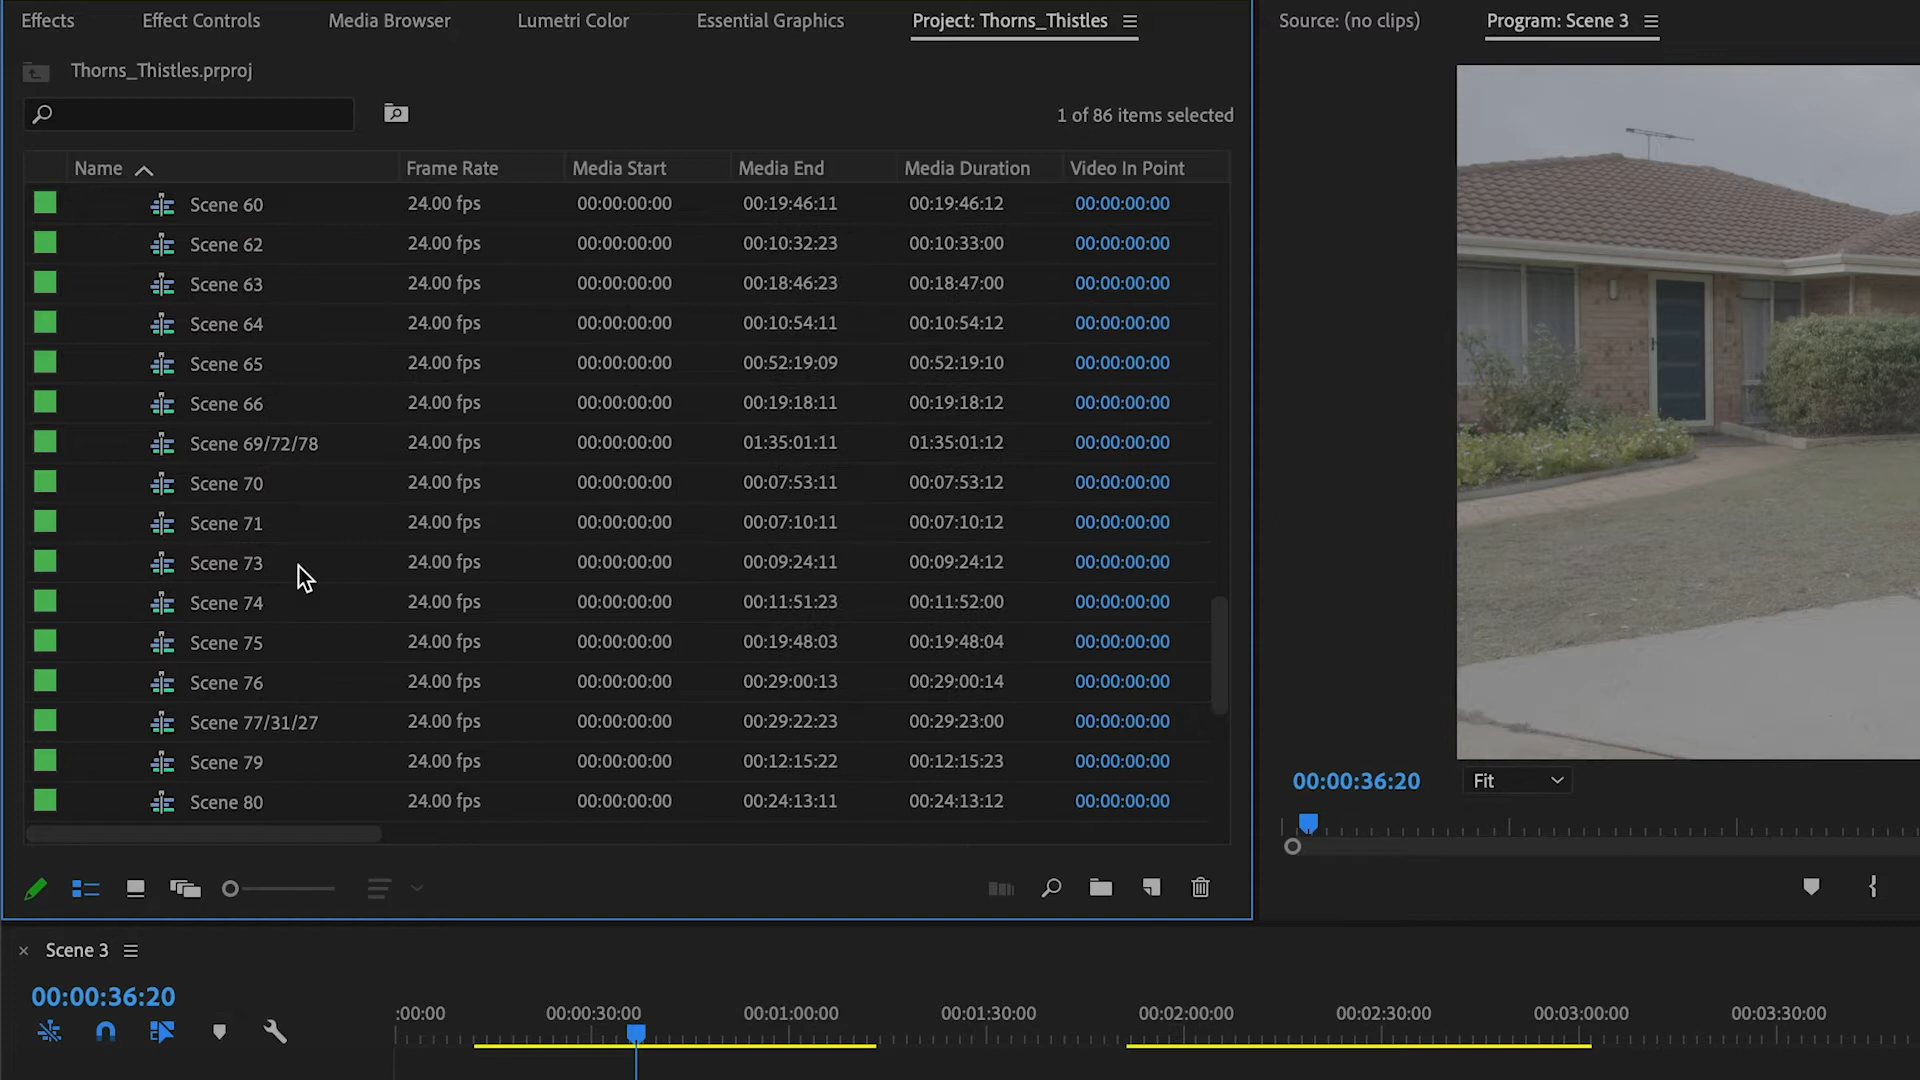 Effects Effect Controls Media Browser Lumetri Color Essential Graphics Project: Thorns_Thistles Source: (no clips) Program: Scene 3
Thorns_Thistles.prproj
1 of 86 items selected
Name Frame Rate Media Start Media End Media Duration Video In Point
Scene 60 24.00 fps 00:00:00:00 00:19:46:11 00:19:46:12 00:00:00:00
Scene 62 24.00 fps 00:00:00:00 00:10:32:23 00:10:33:00 00:00:00:00
Scene 63 24.00 fps 00:00:00:00 00:18:46:23 00:18:47:00 00:00:00:00
Scene 64 24.00 fps 00:00:00:00 00:10:54:11 00:10:54:12 00:00:00:00
Scene 65 24.00 fps 00:00:00:00 00:52:19:09 00:52:19:10 00:00:00:00
Scene 66 24.00 fps 00:00:00:00 00:19:18:11 00:19:18:12 00:00:00:00
Scene 69/72/78 24.00 fps 00:00:00:00 01:35:01:11 01:35:01:12 00:00:00:00
Scene 70 24.00 fps 00:00:00:00 00:07:53:11 00:07:53:12 00:00:00:00
Scene 71 24.00 fps 00:00:00:00 00:07:10:11 00:07:10:12 00:00:00:00
Scene 73 24.00 fps 00:00:00:00 00:09:24:11 00:09:24:12 00:00:00:00
Scene 74 24.00 fps 00:00:00:00 00:11:51:23 00:11:52:00 00:00:00:00
Scene 75 24.00 fps 00:00:00:00 00:19:48:03 00:19:48:04 00:00:00:00
Scene 76 24.00 fps 00:00:00:00 00:29:00:13 00:29:00:14 00:00:00:00
Scene 77/31/27 24.00 fps 00:00:00:00 00:29:22:23 00:29:23:00 00:00:00:00
Scene 79 24.00 fps 00:00:00:00 00:12:15:22 00:12:15:23 00:00:00:00
Scene 80 24.00 fps 00:00:00:00 00:24:13:11 00:24:13:12 00:00:00:00
00:00:36:20 Fit
Scene 3
00:00:36:20
:00:00 00:00:30:00 00:01:00:00 00:01:30:00 00:02:00:00 00:02:30:00 00:03:00:00 00:03:30:00